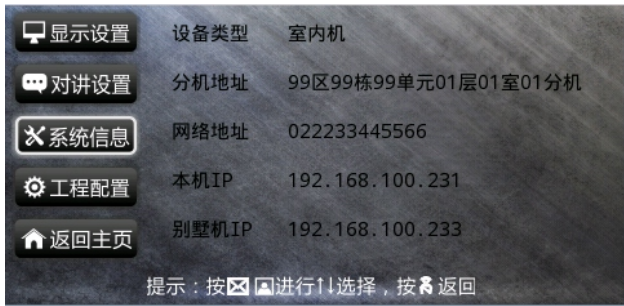 显示设置
对讲设置
系统信息
工程配置
返回主页
设备类型 室内机
分机地址 99区99栋99单元01层01室01分机
网络地址 022233445566
本机IP 192.168.100.231
别墅机IP 192.168.100.233
提示：按进行↑↓选择，按返回